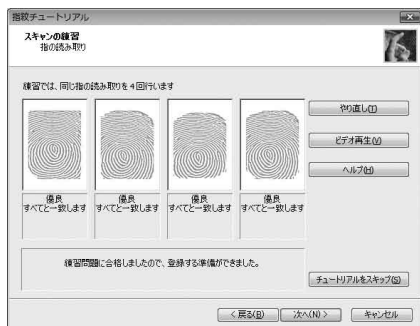 指紋チュートリアル
スキャンの練習
指の読み取り
練習では、同じ指の読み取りを4回行います
やり直し(T)
ビデオ再生(V)
ヘルプ(H)
優良 優良 優良 優良
すべてと一致します すべてと一致します すべてと一致します すべてと一致します
練習問題に合格しましたので、登録する準備ができました。
チュートリアルをスキップ(S)
< 戻る(B) 次へ(N) > キャンセル